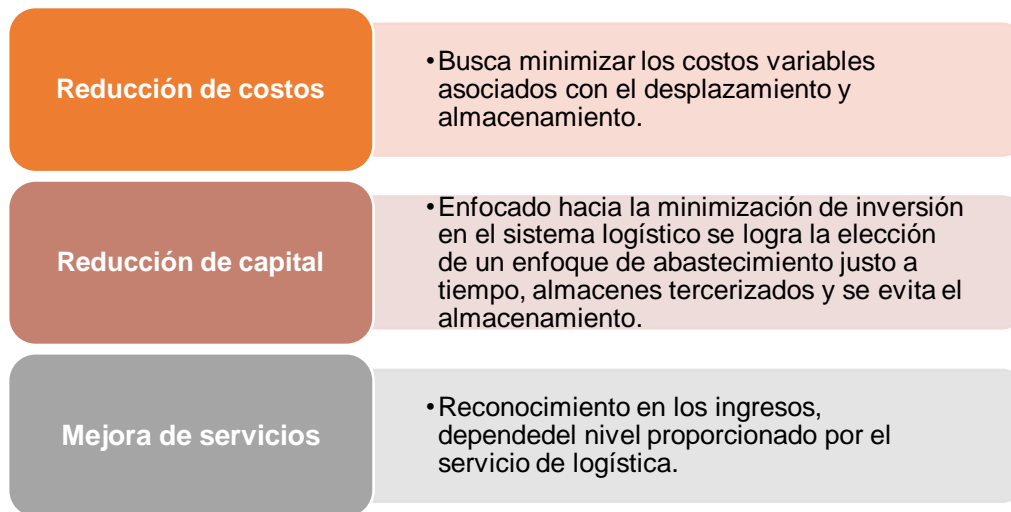 Reducción de costos
•Busca minimizar los costos variables
asociados con el desplazamiento y
almacenamiento.
Reducción de capital
•Enfocado hacia la minimización de inversión
en el sistema logístico se logra la elección
de un enfoque de abastecimiento justo a
tiempo, almacenes tercerizados y se evita el
almacenamiento.
Mejora de servicios
•Reconocimiento en los ingresos,
dependedel nivel proporcionado por el
servicio de logística.